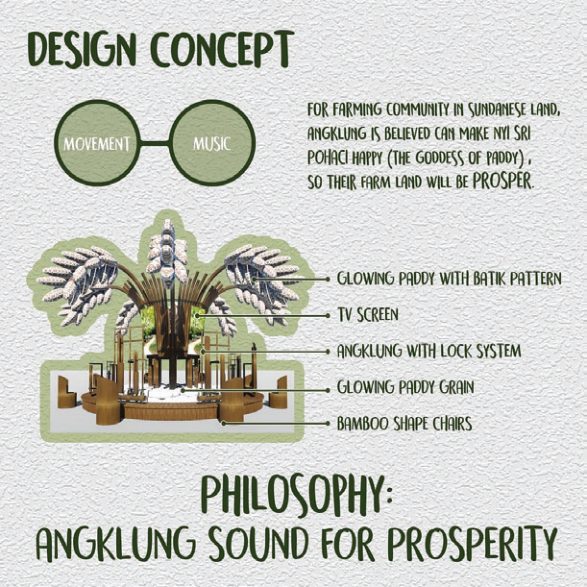 DESIGN CONCEPT
MOVEMENT
MUSIC
FOR FARMING COMMUNITY IN SUNDANESE LAND,
ANGKLUNG IS BELIEVED CAN MAKE NYI SRI
POHACI HAPPY (THE GODDESS OF PADDY),
SO THEIR FARM LAND WILL BE PROSPER.
GLOWING PADDY WITH BATIK PATTERN
TV SCREEN
ANGKLUNG WITH LOCK SYSTEM
GLOWING PADDY GRAIN
BAMBOO SHAPE CHAIRS
PHILOSOPHY:
ANGKLUNG SOUND FOR PROSPERITY